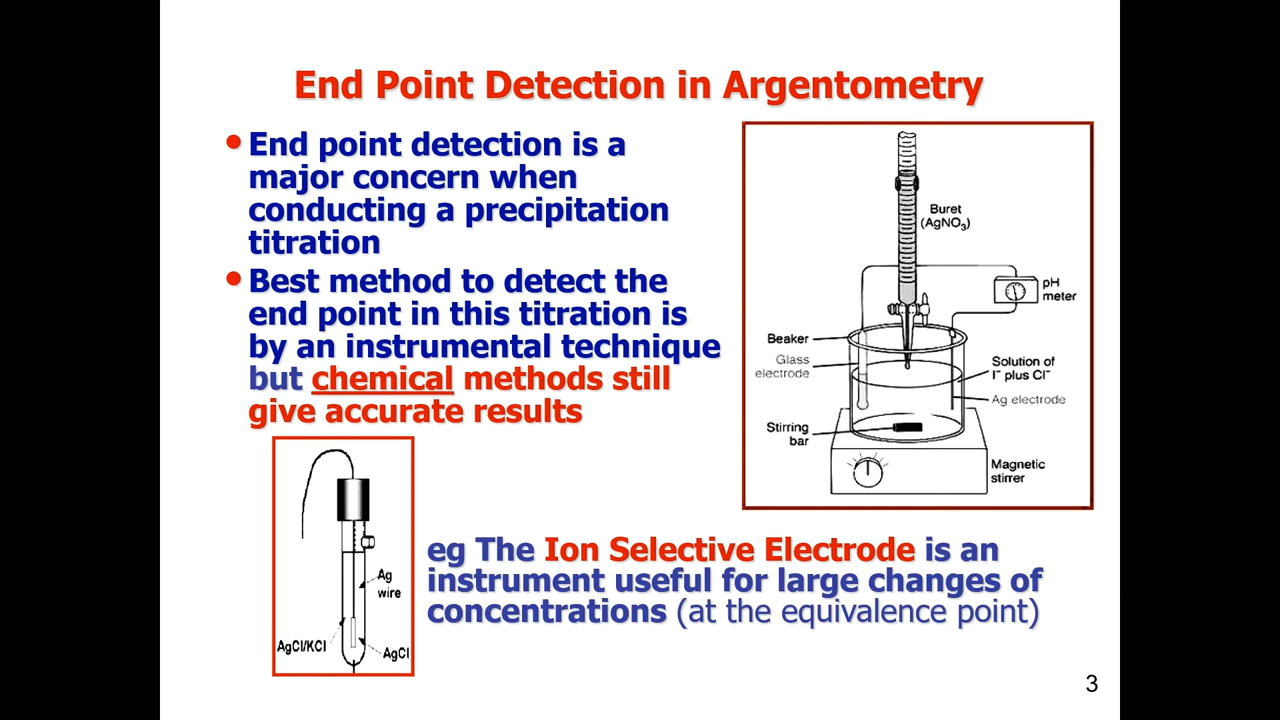 End Point Detection in Argentometry
• End point detection is a
major concern when
conducting a precipitation
titration
• Best method to detect the
end point in this titration is
by an instrumental technique
but chemical methods still
give accurate results
Buret
(AgNO₃)
pH
meter
Beaker
Glass
electrode
Solution of
I⁻ plus Cl⁻
Ag electrode
Stirring
bar
Magnetic
stirrer
Ag
wire
AgCl/KCl
AgCl
eg The Ion Selective Electrode is an
instrument useful for large changes of
concentrations (at the equivalence point)
3